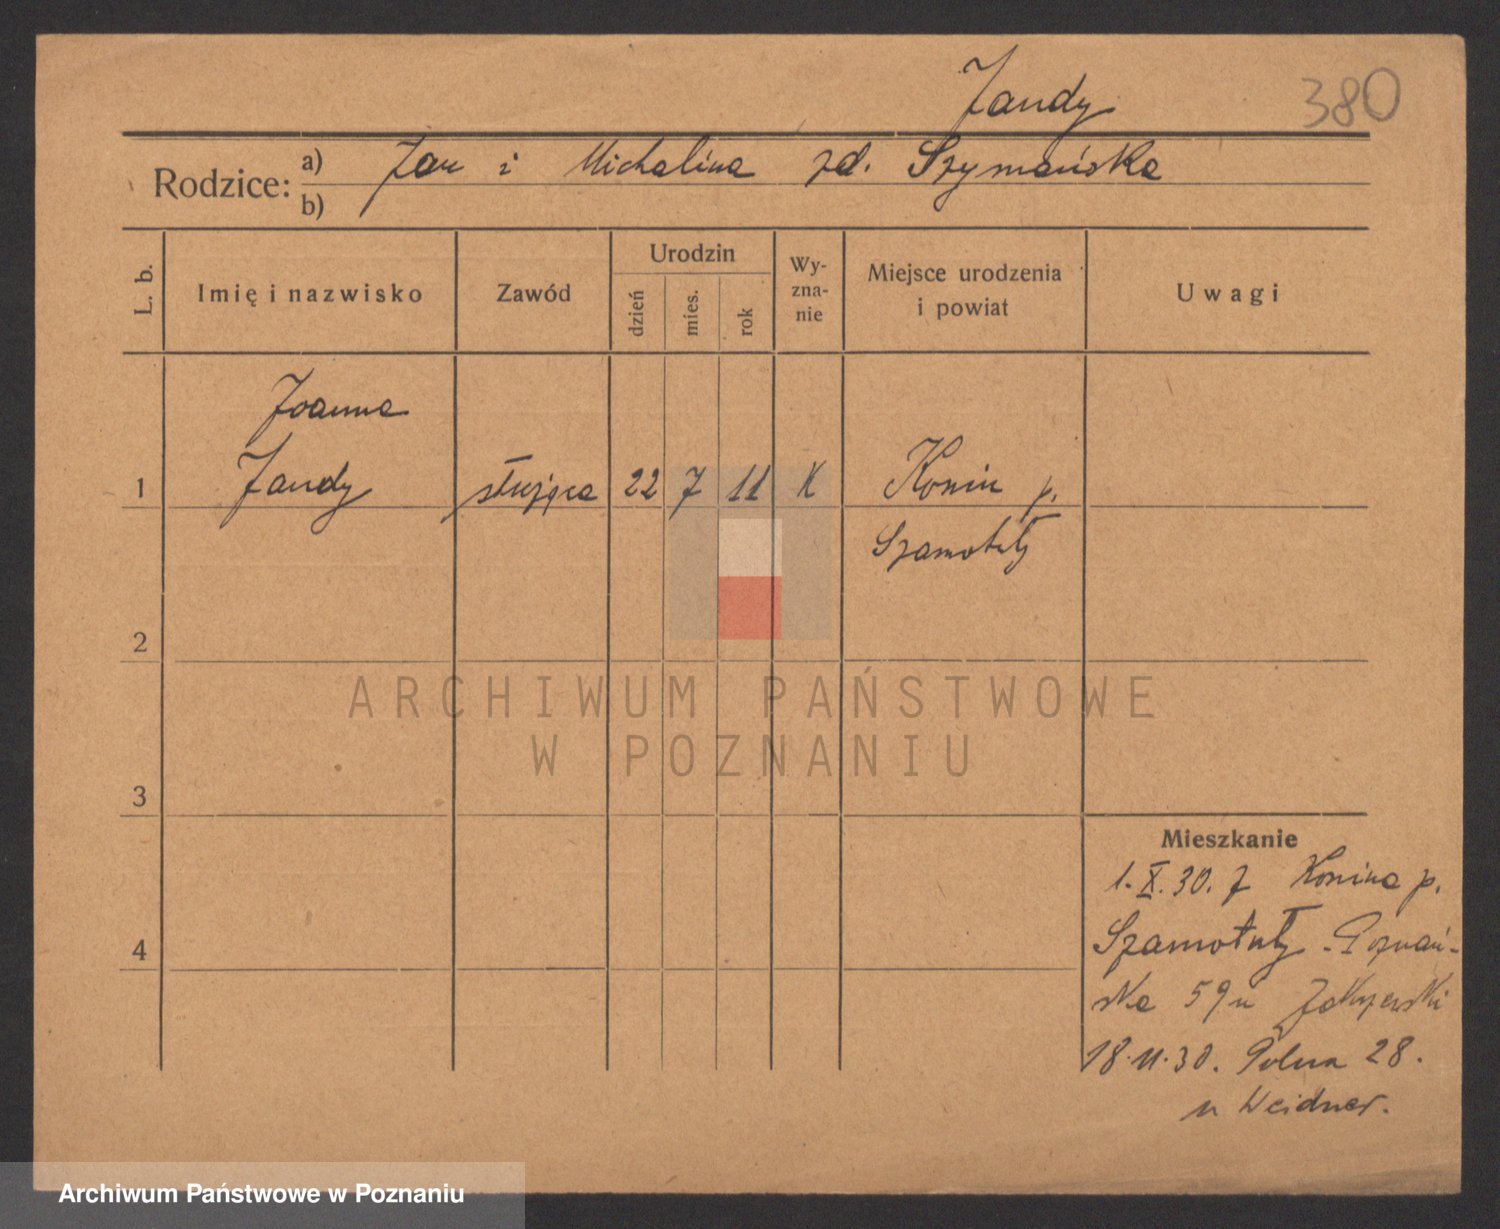 Jandy
380
Rodzice:
a) Jan i Michalina zd. Szymańska
b)
L. b.
Imię i nazwisko
Zawód
Urodzin
dzień
mies.
rok
Wy-
zna-
nie
Miejsce urodzenia
i powiat
Uwagi
Joanna
1 Jandy służąca 22 7 11 K Konin p.
Szamotuły
2
ARCHIWUM PAŃSTWOWE
W POZNANIU
3
Mieszkanie
1. X. 30. z Konina p.
4
Szamotuły - Poznań-
ska 59 u
18. 11. 30. Polna 28.
u Weidner.
Archiwum Państwowe w Poznaniu